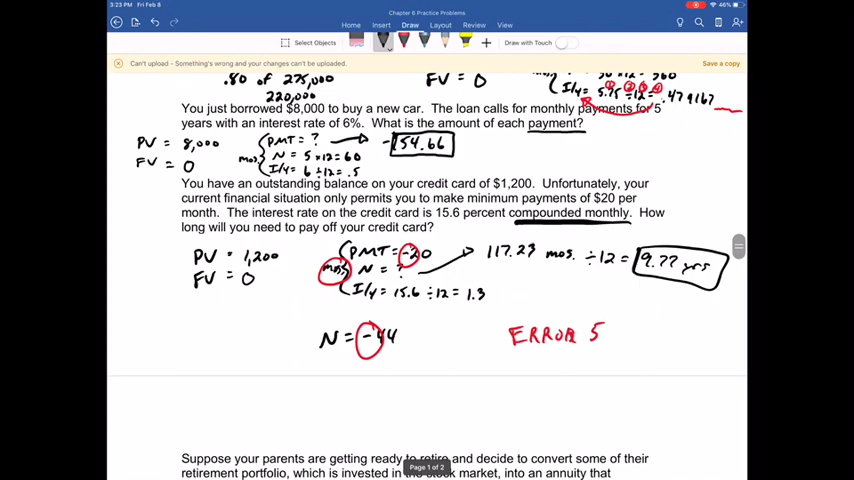 3:23 PM Fri Feb 8
Chapter 6 Practice Problems
46%
Home Insert Draw Layout Review View
Select Objects
Draw with Touch
Can't upload - Something's wrong and your changes can't be uploaded.
Save a copy
.80 of 275,000
220,000
FV = 0
I/Y = 5.75 ÷ 12 = .479167
You just borrowed $8,000 to buy a new car. The loan calls for monthly payments for 5
years with an interest rate of 6%. What is the amount of each payment?
PV = 8,000
FV = 0
mos.
PMT = ?
N = 5 x 12 = 60
I/Y = 6 ÷ 12 = .5
-154.66
You have an outstanding balance on your credit card of $1,200. Unfortunately, your
current financial situation only permits you to make minimum payments of $20 per
month. The interest rate on the credit card is 15.6 percent compounded monthly. How
long will you need to pay off your credit card?
PV = 1,200
FV = 0
mos.
PMT = -20
N = ?
I/Y = 15.6 ÷ 12 = 1.3
117.23 mos. ÷ 12 = 9.77 yrs
N = -44
ERROR 5
Suppose your parents are getting ready to retire and decide to convert some of their
Page 1 of 2
retirement portfolio, which is invested in the stock market, into an annuity that